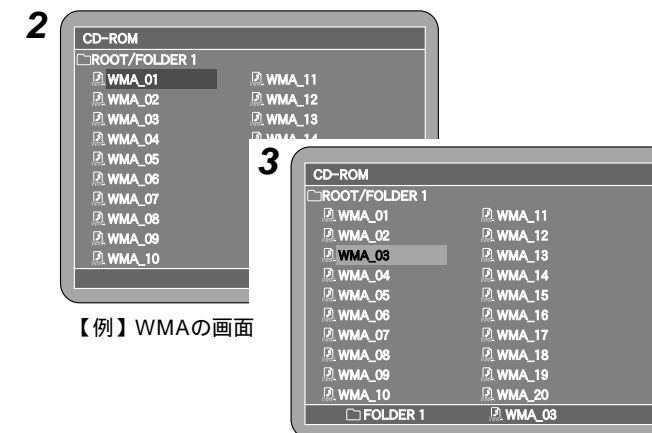 2
CD-ROM
ROOT/FOLDER 1
WMA_01 WMA_11
WMA_02 WMA_12
WMA_03 WMA_13
WMA_04 WMA_14
WMA_05
WMA_06
WMA_07
WMA_08
WMA_09
WMA_10
【例】WMAの画面
3
CD-ROM
ROOT/FOLDER 1
WMA_01 WMA_11
WMA_02 WMA_12
WMA_03 WMA_13
WMA_04 WMA_14
WMA_05 WMA_15
WMA_06 WMA_16
WMA_07 WMA_17
WMA_08 WMA_18
WMA_09 WMA_19
WMA_10 WMA_20
FOLDER 1 WMA_03